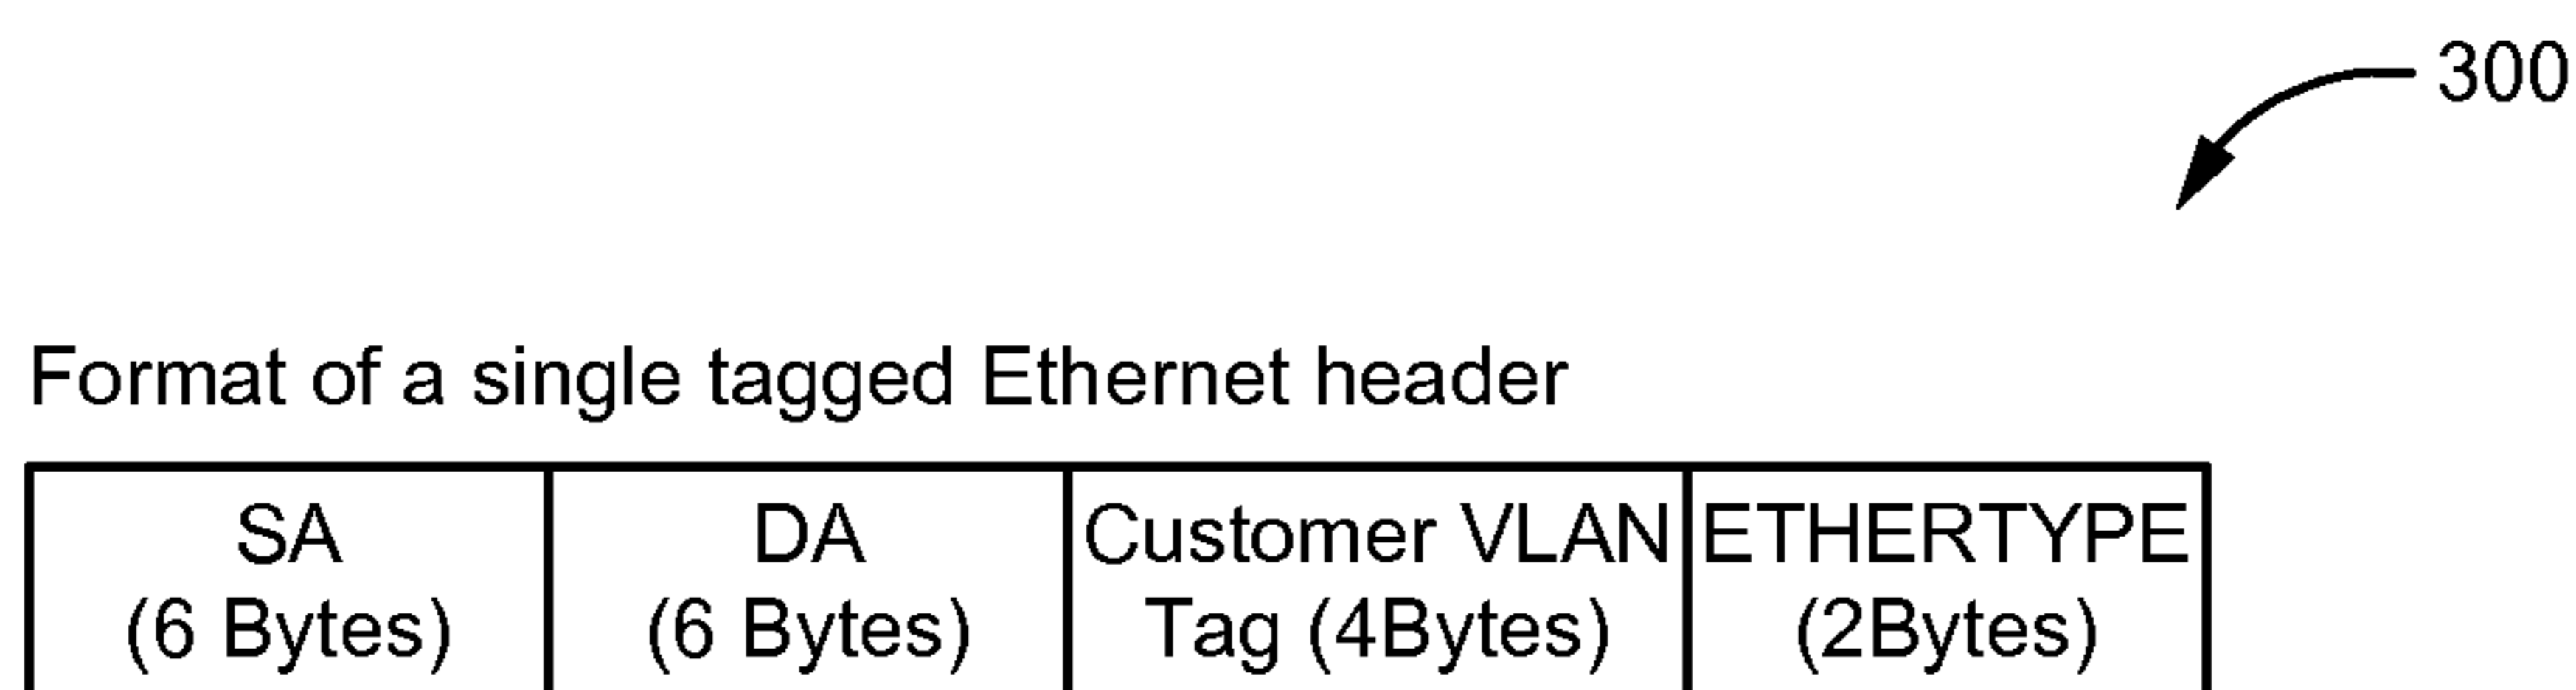 300
Format of a single tagged Ethernet header
SA
(6 Bytes)
DA
(6 Bytes)
Customer VLAN
Tag (4Bytes)
ETHERTYPE
(2Bytes)